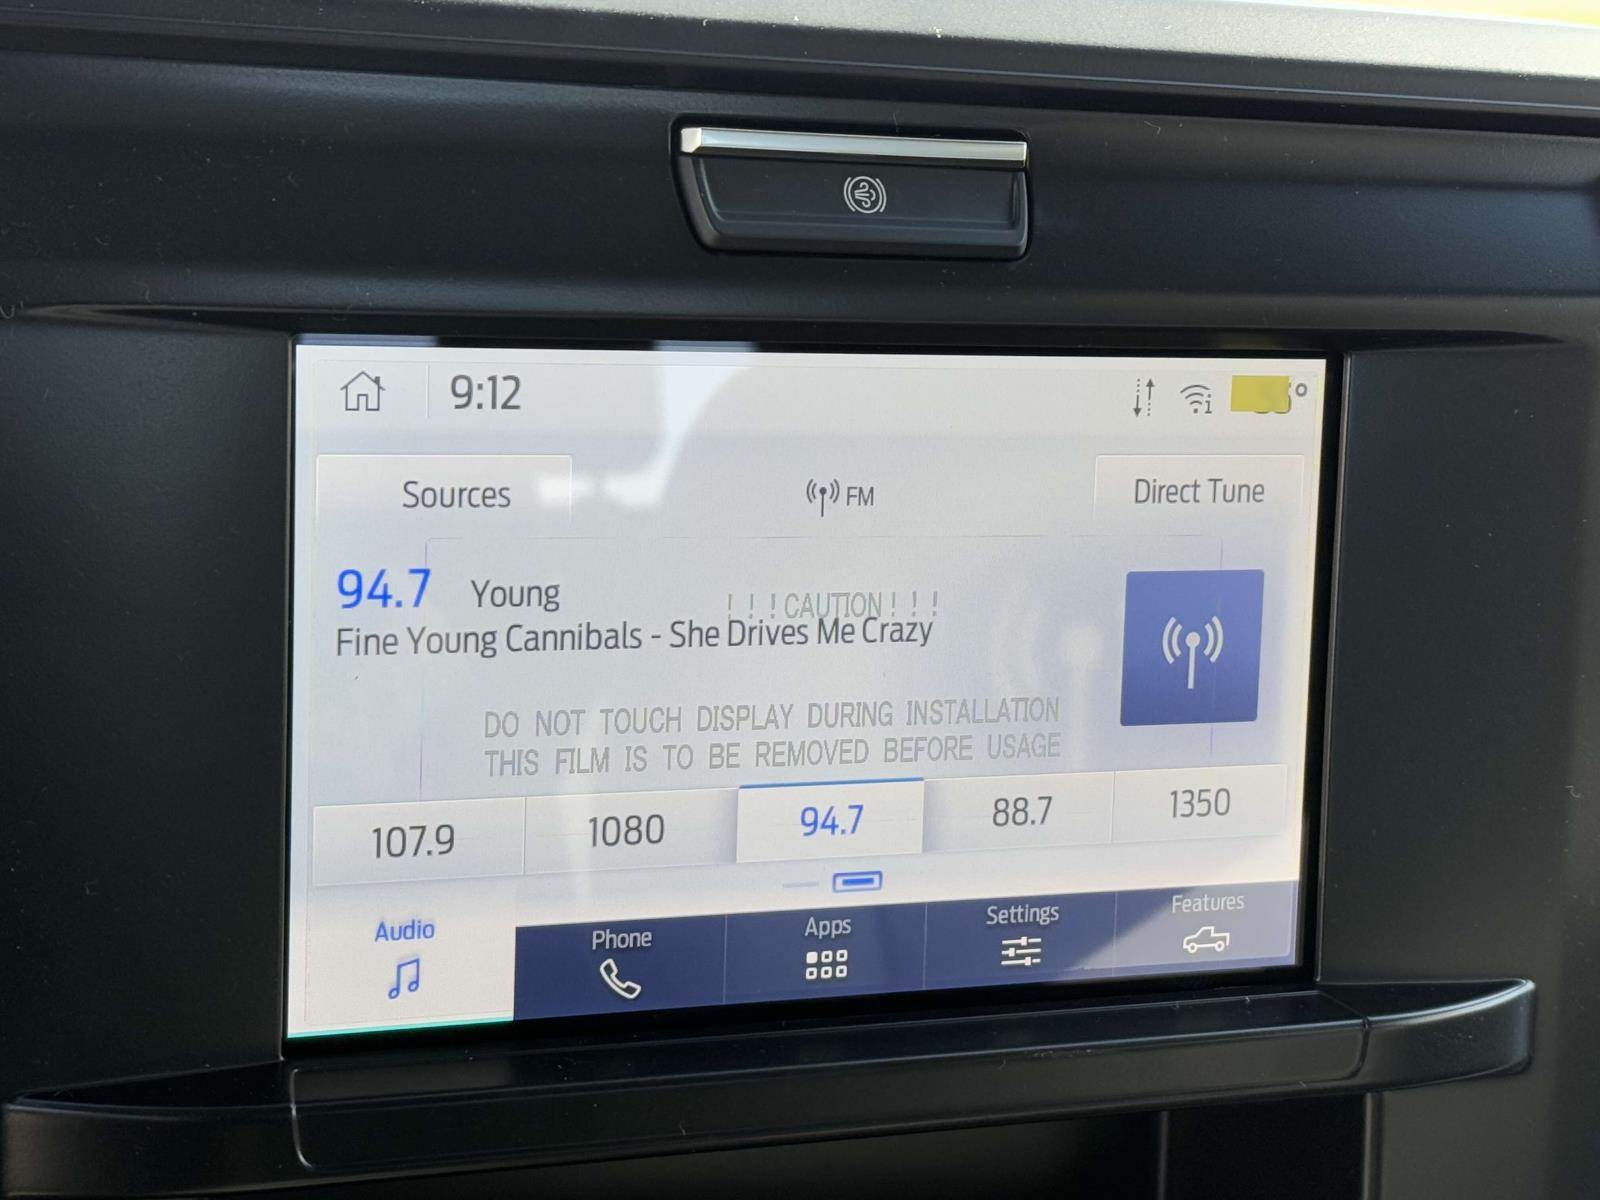 9:12
Sources
FM
Direct Tune
94.7 Young
!!!CAUTION!!!
Fine Young Cannibals - She Drives Me Crazy
DO NOT TOUCH DISPLAY DURING INSTALLATION
THIS FILM IS TO BE REMOVED BEFORE USAGE
107.9
1080
94.7
88.7
1350
Audio
Phone
Apps
Settings
Features